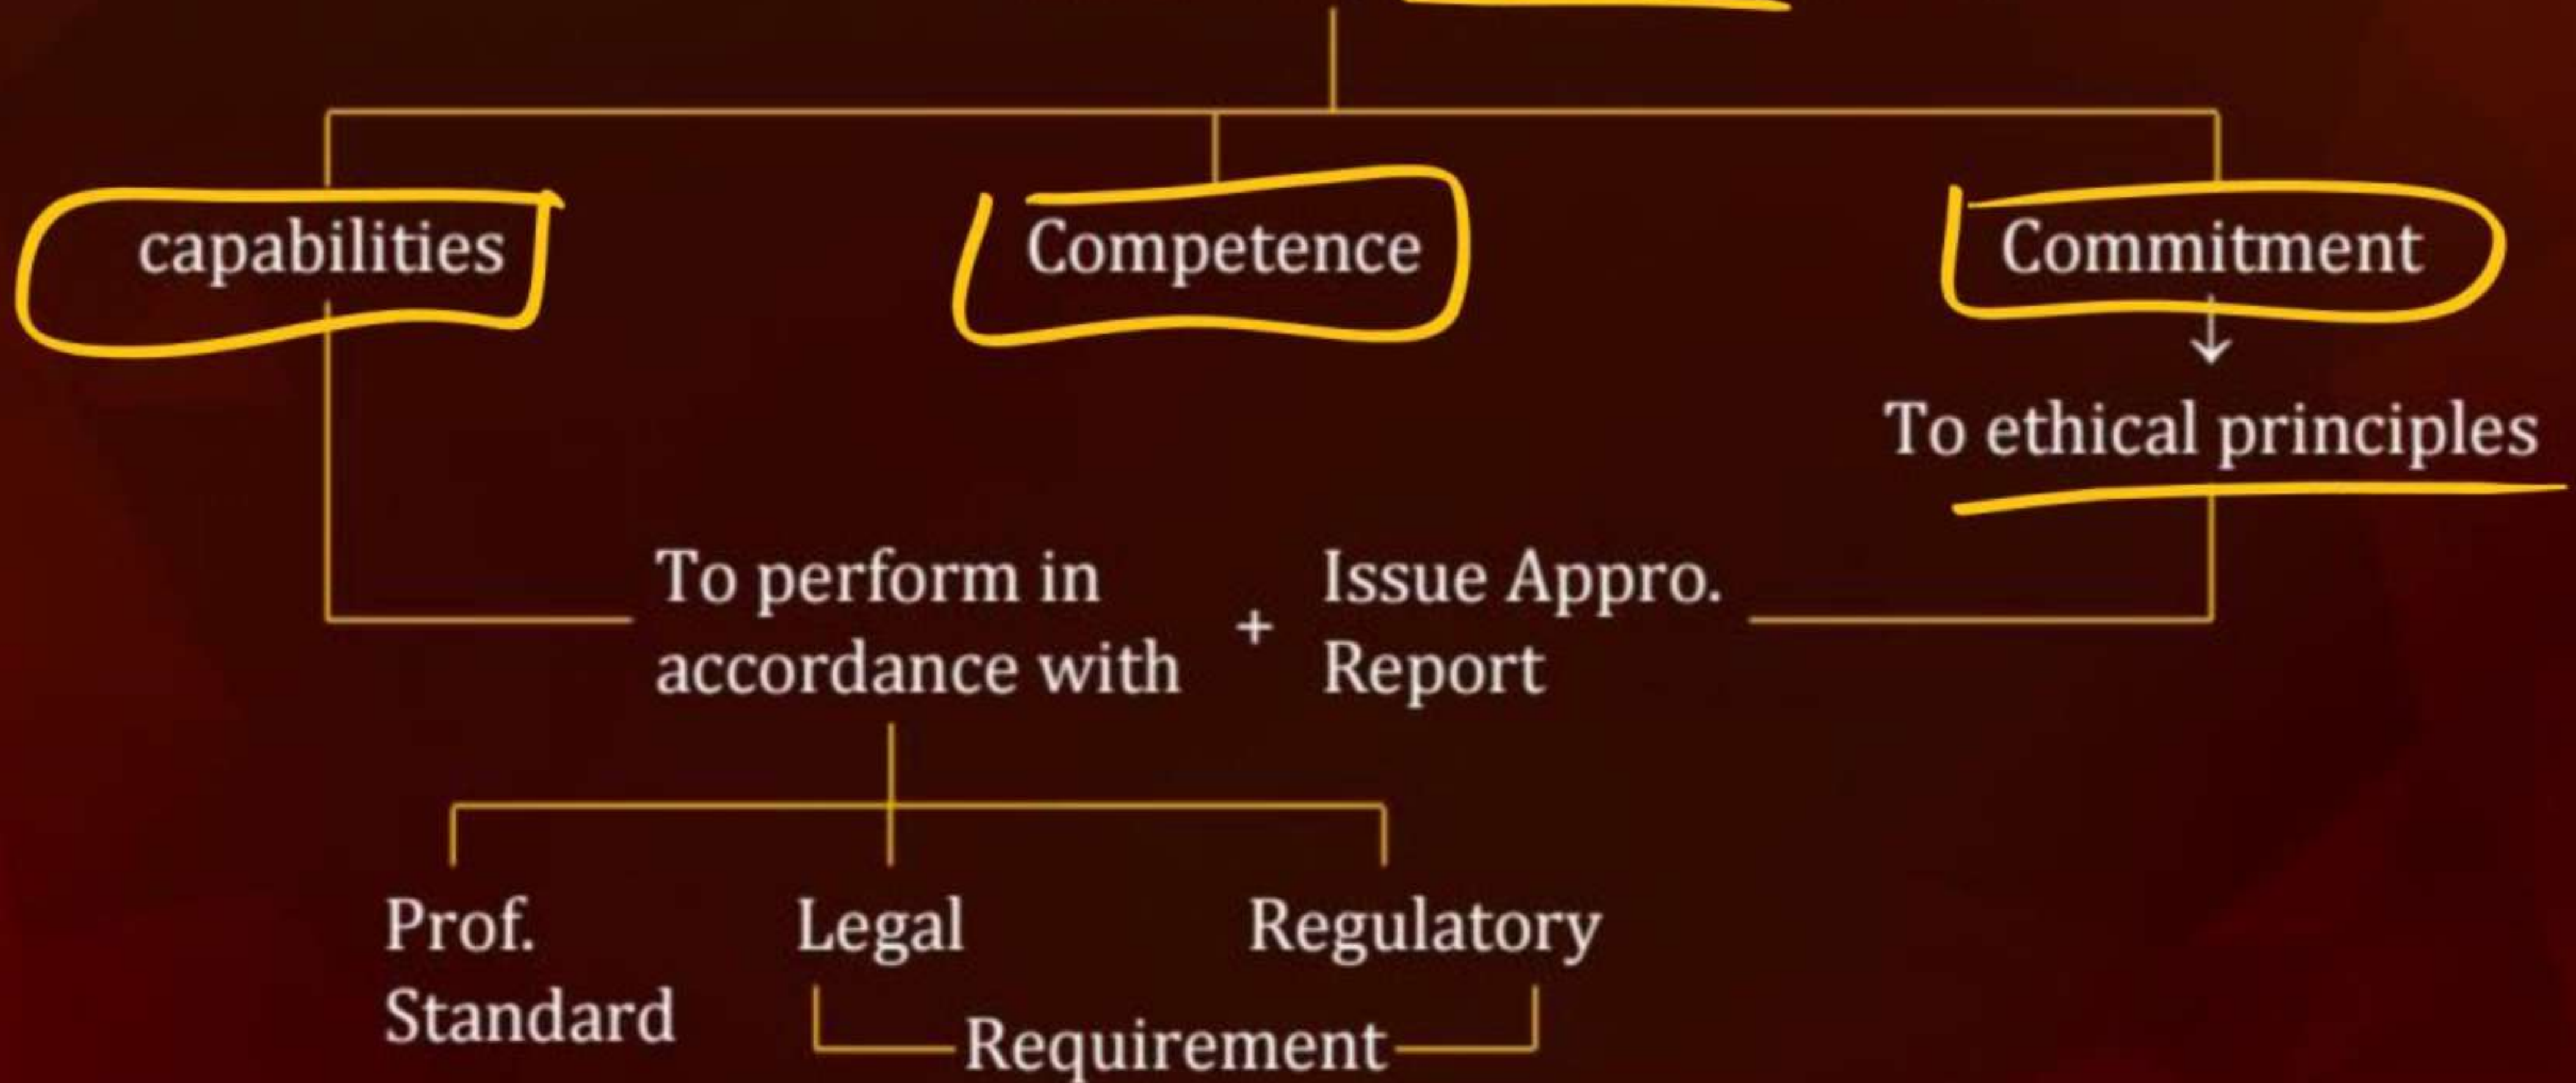 capabilities
Competence
Commitment
↓
To ethical principles
To perform in
accordance with
+
Issue Appro.
Report
Prof.
Standard
Legal
Regulatory
Requirement